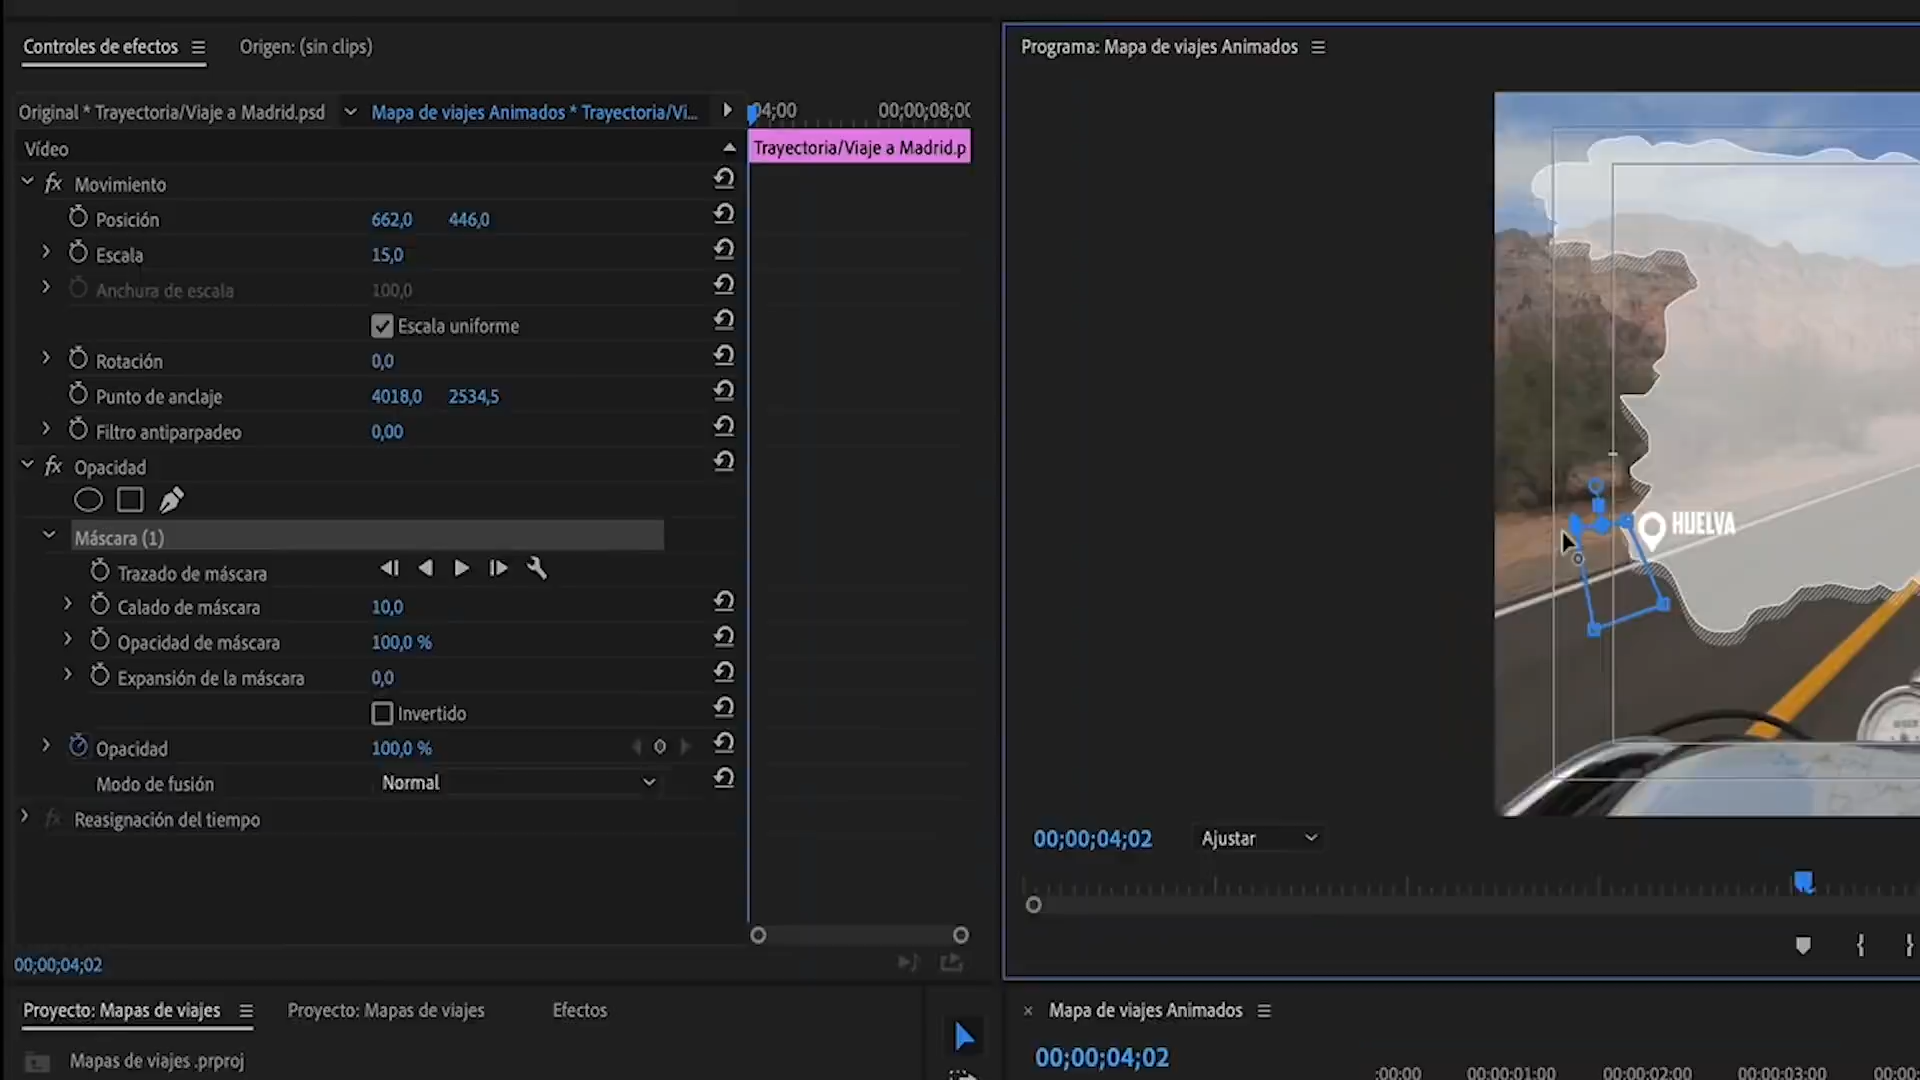 Controles de efectos
Origen: (sin clips)
Original * Trayectoria/Viaje a Madrid.psd
Mapa de viajes Animados * Trayectoria/Vi...
04;00
00;00;08;00
Vídeo
Trayectoria/Viaje a Madrid.p
fx Movimiento
Posición 662,0 446,0
Escala 15,0
Anchura de escala 100,0
Escala uniforme
Rotación 0,0
Punto de anclaje 4018,0 2534,5
Filtro antiparpadeo 0,00
fx Opacidad
Máscara (1)
Trazado de máscara
Calado de máscara 10,0
Opacidad de máscara 100,0 %
Expansión de la máscara 0,0
Invertido
Opacidad 100,0 %
Modo de fusión Normal
fx Reasignación del tiempo
00;00;04;02
Programa: Mapa de viajes Animados
HUELVA
00;00;04;02
Ajustar
Proyecto: Mapas de viajes
Proyecto: Mapas de viajes
Efectos
Mapas de viajes .prproj
× Mapa de viajes Animados
00;00;04;02
:00;00
00;00;01;00
00;00;02;00
00;00;03;00
00;00